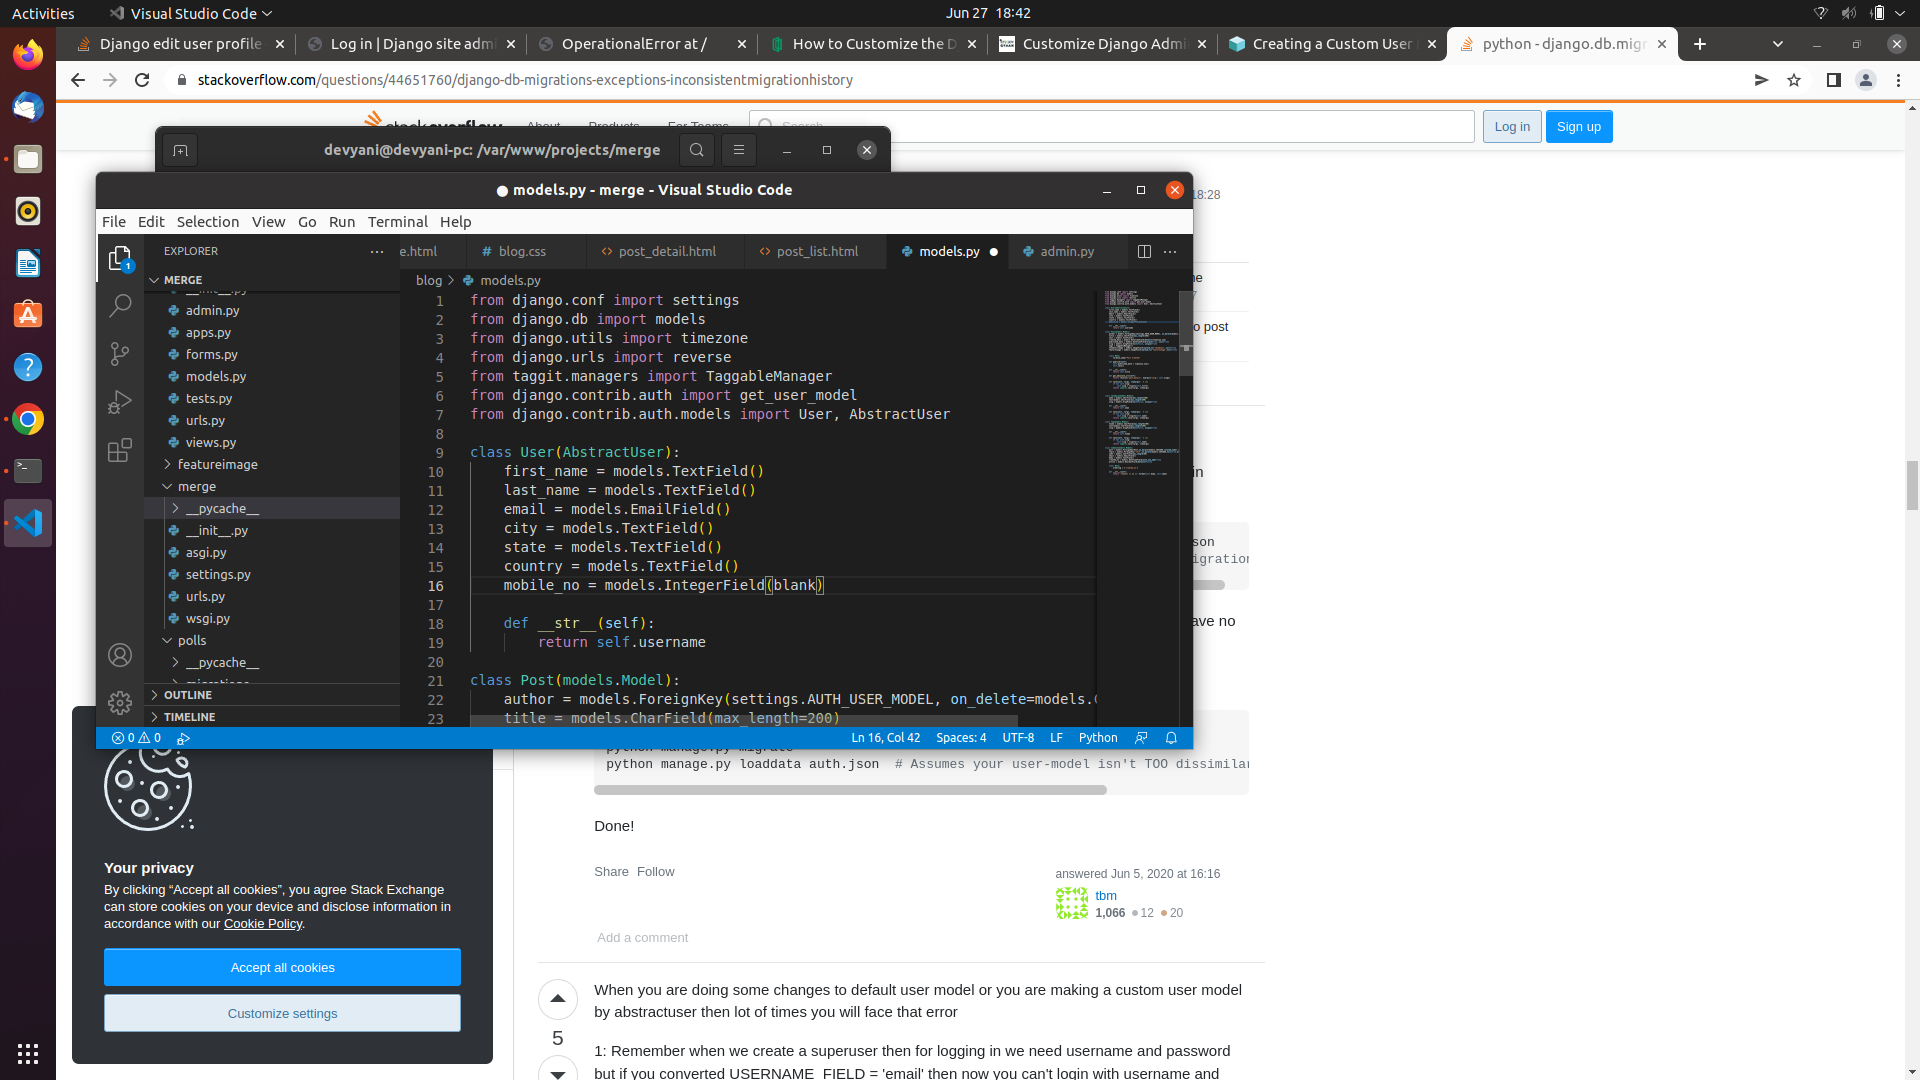 Activities
Visual Studio Code
Jun 27 18:42
Django edit user profile
Log in | Django site adm
OperationalError at /
How to Customize the D
Customize Django Admi
Creating a Custom User
python - django.db.mig
stackoverflow.com/questions/44651760/django-db-migrations-exceptions-inconsistentmigrationhistory
stack overflow
About
Products
For Teams
Search
Log in
Sign up
devyani@devyani-pc: /var/www/projects/merge
18:28
● models.py - merge - Visual Studio Code
File Edit Selection View Go Run Terminal Help
EXPLORER
e.html
# blog.css
<> post_detail.html
<> post_list.html
models.py
admin.py
1
MERGE
blog > models.py
__init__.py
admin.py
apps.py
forms.py
models.py
tests.py
urls.py
views.py
featureimage
merge
__pycache__
__init__.py
asgi.py
settings.py
urls.py
wsgi.py
polls
__pycache__
migrations
OUTLINE
TIMELINE
1 from django.conf import settings
2 from django.db import models
3 from django.utils import timezone
4 from django.urls import reverse
5 from taggit.managers import TaggableManager
6 from django.contrib.auth import get_user_model
7 from django.contrib.auth.models import User, AbstractUser
8
9 class User(AbstractUser):
10 first_name = models.TextField()
11 last_name = models.TextField()
12 email = models.EmailField()
13 city = models.TextField()
14 state = models.TextField()
15 country = models.TextField()
16 mobile_no = models.IntegerField(blank)
17
18 def __str__(self):
19 return self.username
20
21 class Post(models.Model):
22 author = models.ForeignKey(settings.AUTH_USER_MODEL, on_delete=models.C
23 title = models.CharField(max_length=200)
0 0
Ln 16, Col 42
Spaces: 4
UTF-8
LF
Python
ne
o post
in
son
igration
ave no
python manage.py migrate
python manage.py loaddata auth.json # Assumes your user-model isn't TOO dissimilar
Done!
Share Follow
answered Jun 5, 2020 at 16:16
tbm
1,066 12 20
Add a comment
5
When you are doing some changes to default user model or you are making a custom user model
by abstractuser then lot of times you will face that error
1: Remember when we create a superuser then for logging in we need username and password
but if you converted USERNAME_FIELD = 'email' then now you can't login with username and
Your privacy
By clicking “Accept all cookies”, you agree Stack Exchange
can store cookies on your device and disclose information in
accordance with our Cookie Policy.
Accept all cookies
Customize settings